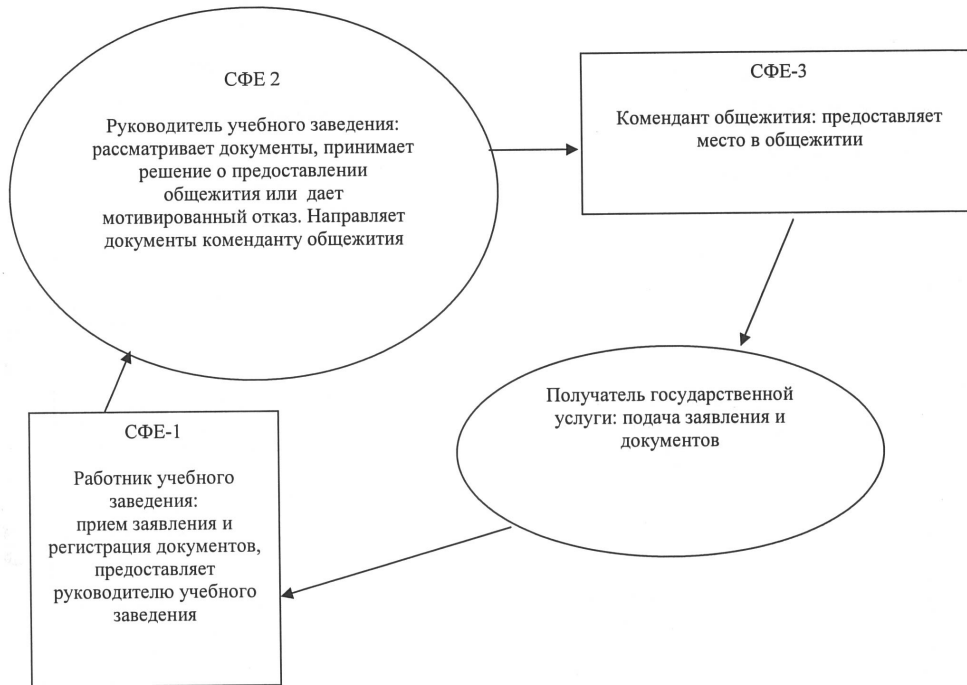 СФЕ 2
Руководитель учебного заведения:
рассматривает документы, принимает
решение о предоставлении
общежития или дает
мотивированный отказ. Направляет
документы коменданту общежития
СФЕ-3
Комендант общежития: предоставляет
место в общежитии
Получатель государственной
услуги: подача заявления и
документов
СФЕ-1
Работник учебного
заведения:
прием заявления и
регистрация документов,
предоставляет
руководителю учебного
заведения